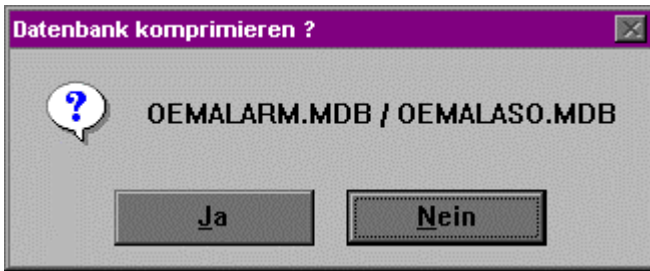 Datenbank komprimieren ?
?
OEMALARM.MDB / OEMALASO.MDB
Ja
Nein